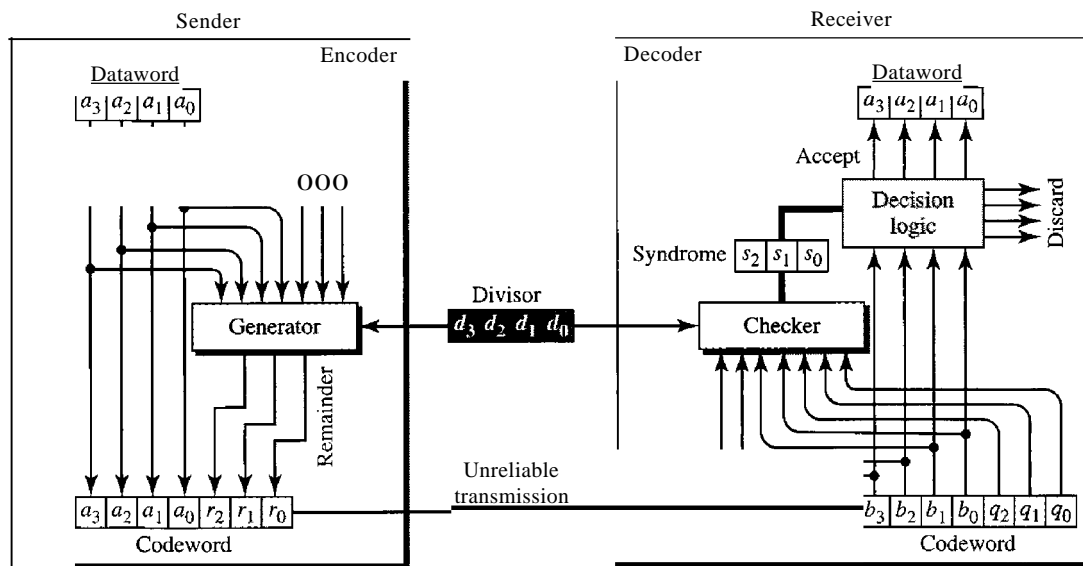 Sender
Receiver
Encoder
Decoder
Dataword
a3 a2 a1 a0
Dataword
a3 a2 a1 a0
Accept
OOO
Decision
logic
Discard
Syndrome
s2 s1 s0
Divisor
d3 d2 d1 d0
Generator
Checker
Remainder
Unreliable
transmission
a3 a2 a1 a0 r2 r1 r0
Codeword
b3 b2 b1 b0 q2 q1 q0
Codeword